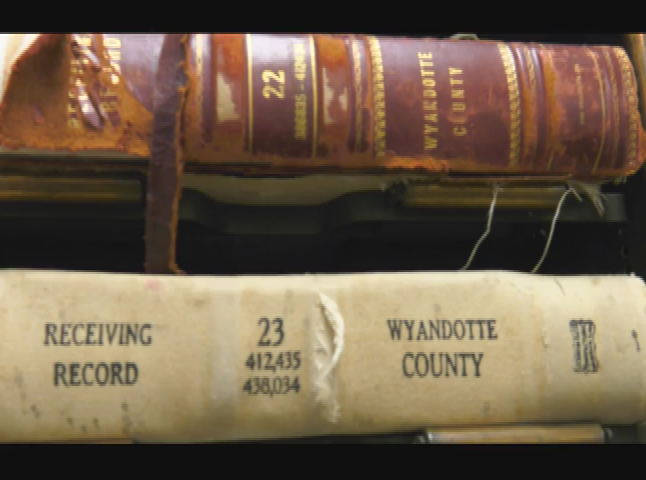 22
WYANDOTTE
COUNTY
RECEIVING
RECORD
23
412,435
438,034
WYANDOTTE
COUNTY